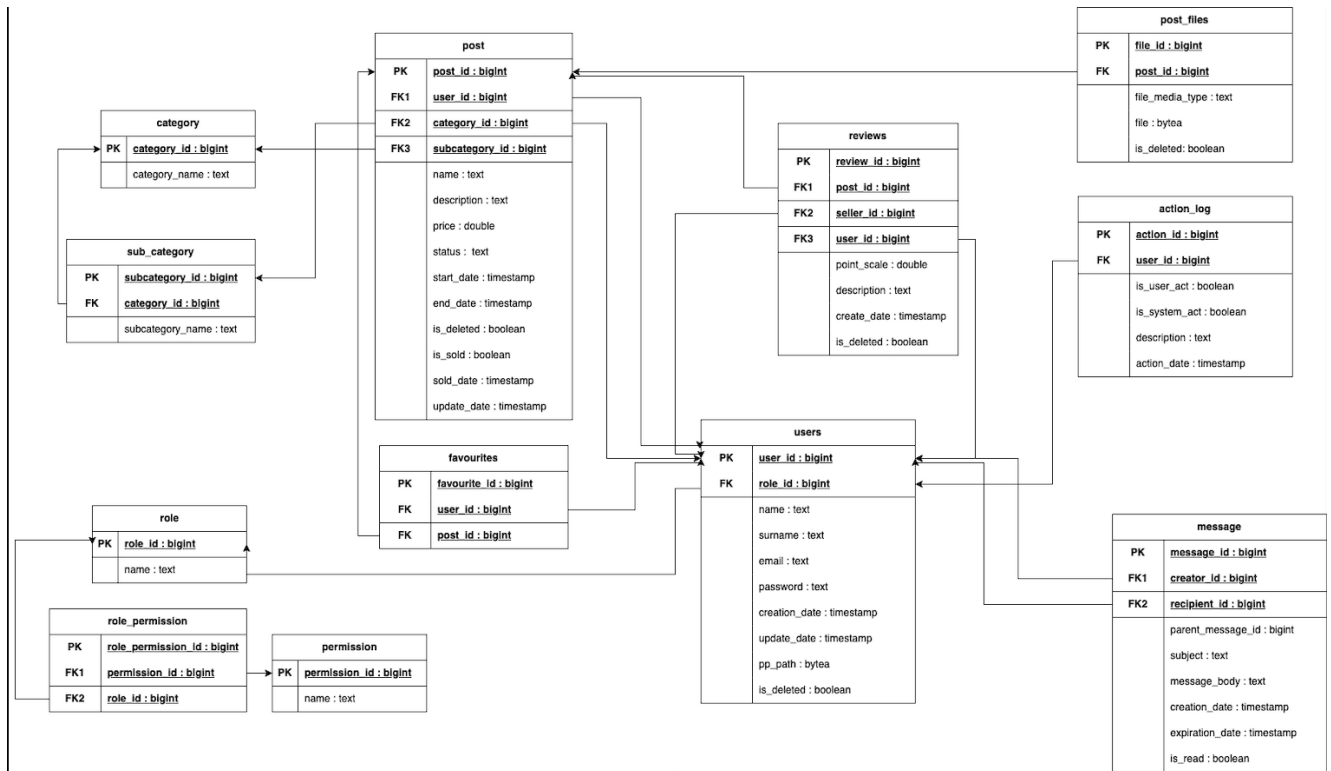 post
PK post_id : bigint
FK1 user_id : bigint
FK2 category_id : bigint
FK3 subcategory_id : bigint
name : text
description : text
price : double
status : text
start_date : timestamp
end_date : timestamp
is_deleted : boolean
is_sold : boolean
sold_date : timestamp
update_date : timestamp
post_files
PK file_id : bigint
FK post_id : bigint
file_media_type : text
file : bytea
is_deleted: boolean
category
PK category_id : bigint
category_name : text
reviews
PK review_id : bigint
FK1 post_id : bigint
FK2 seller_id : bigint
FK3 user_id : bigint
point_scale : double
description : text
create_date : timestamp
is_deleted : boolean
action_log
PK action_id : bigint
FK user_id : bigint
is_user_act : boolean
is_system_act : boolean
description : text
action_date : timestamp
sub_category
PK subcategory_id : bigint
FK category_id : bigint
subcategory_name : text
users
PK user_id : bigint
FK role_id : bigint
name : text
surname : text
email : text
password : text
creation_date : timestamp
update_date : timestamp
pp_path : bytea
is_deleted : boolean
favourites
PK favourite_id : bigint
FK user_id : bigint
FK post_id : bigint
role
PK role_id : bigint
name : text
message
PK message_id : bigint
FK1 creator_id : bigint
FK2 recipient_id : bigint
parent_message_id : bigint
subject : text
message_body : text
creation_date : timestamp
expiration_date : timestamp
is_read : boolean
role_permission
PK role_permission_id : bigint
FK1 permission_id : bigint
FK2 role_id : bigint
permission
PK permission_id : bigint
name : text